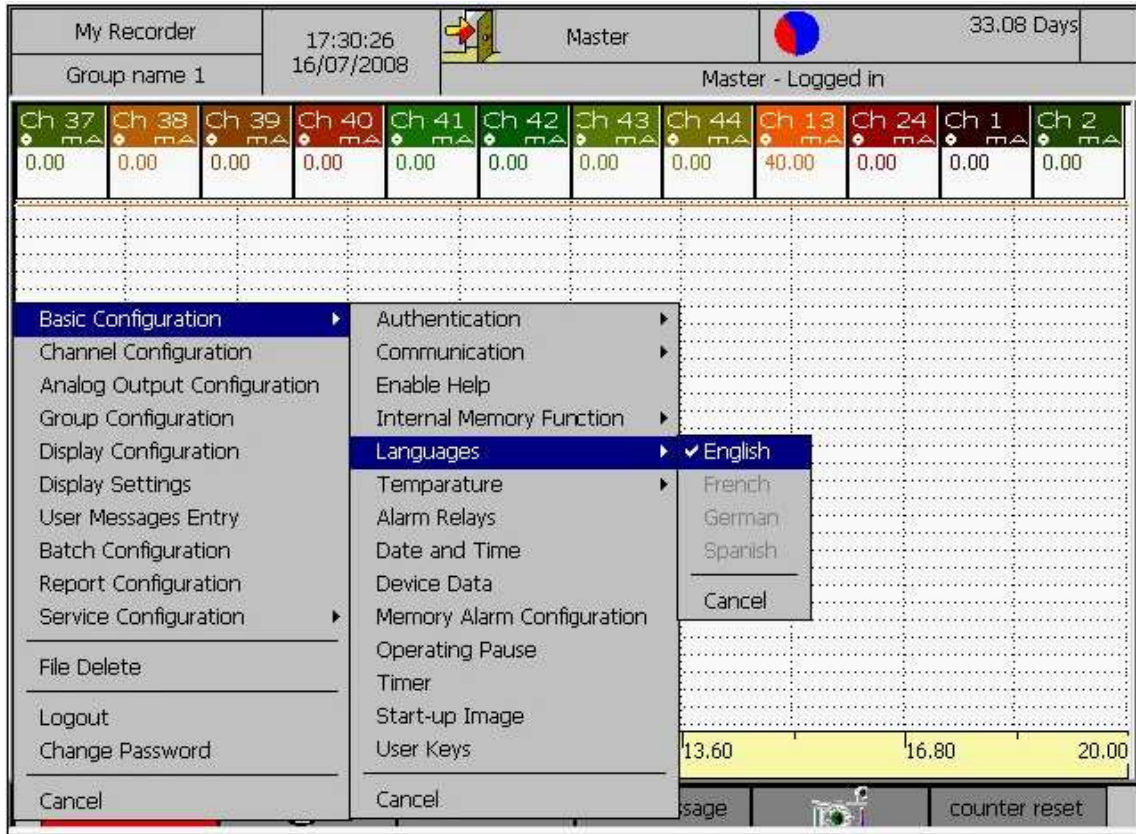 My Recorder
Group name 1
17:30:26
16/07/2008
Master
33.08 Days
Master - Logged in
Ch 37 Ch 38 Ch 39 Ch 40 Ch 41 Ch 42 Ch 43 Ch 44 Ch 13 Ch 24 Ch 1 Ch 2
mA mA mA mA mA mA mA mA mA mA mA mA
0.00 0.00 0.00 0.00 0.00 0.00 0.00 0.00 40.00 0.00 0.00 0.00
Basic Configuration
Channel Configuration
Analog Output Configuration
Group Configuration
Display Configuration
Display Settings
User Messages Entry
Batch Configuration
Report Configuration
Service Configuration
File Delete
Logout
Change Password
Cancel
Authentication
Communication
Enable Help
Internal Memory Function
Languages
Temparature
Alarm Relays
Date and Time
Device Data
Memory Alarm Configuration
Operating Pause
Timer
Start-up Image
User Keys
Cancel
English
French
German
Spanish
Cancel
13.60 16.80 20.00
ssage
counter reset